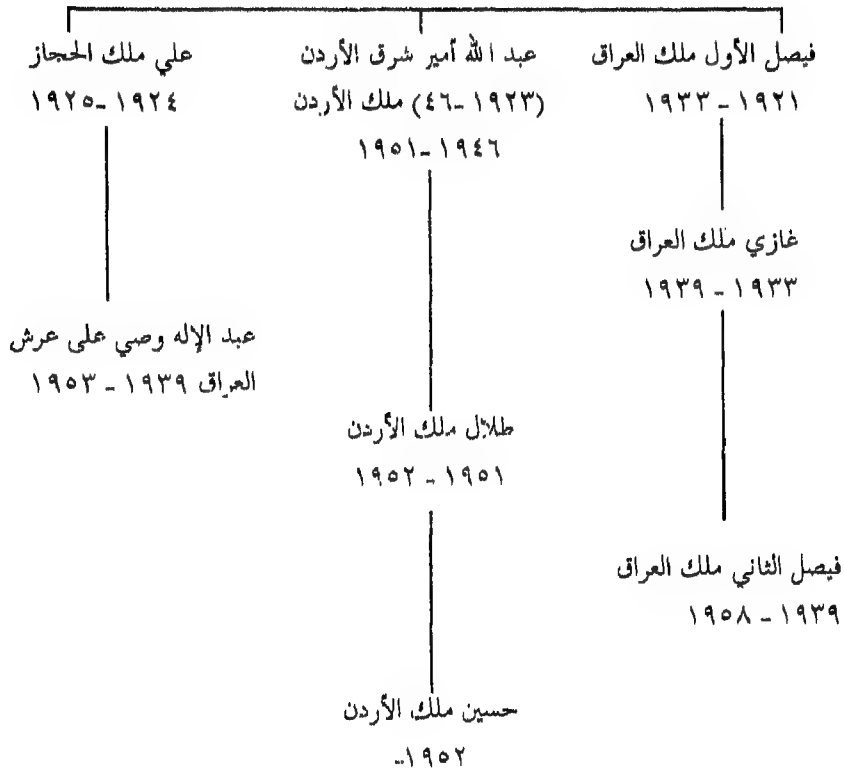 فيصل الأول ملك العراق
١٩٢١ - ١٩٣٣
غازي ملك العراق
١٩٣٣ - ١٩٣٩
فيصل الثاني ملك العراق
١٩٣٩ - ١٩٥٨
عبد الله أمير شرق الأردن
(١٩٢٣ -٤٦) ملك الأردن
١٩٤٦ - ١٩٥١
طلال ملك الأردن
١٩٥١ - ١٩٥٢
حسين ملك الأردن
١٩٥٢-
علي ملك الحجاز
١٩٢٤ - ١٩٢٥
عبد الإله وصي على عرش
العراق ١٩٣٩ - ١٩٥٣